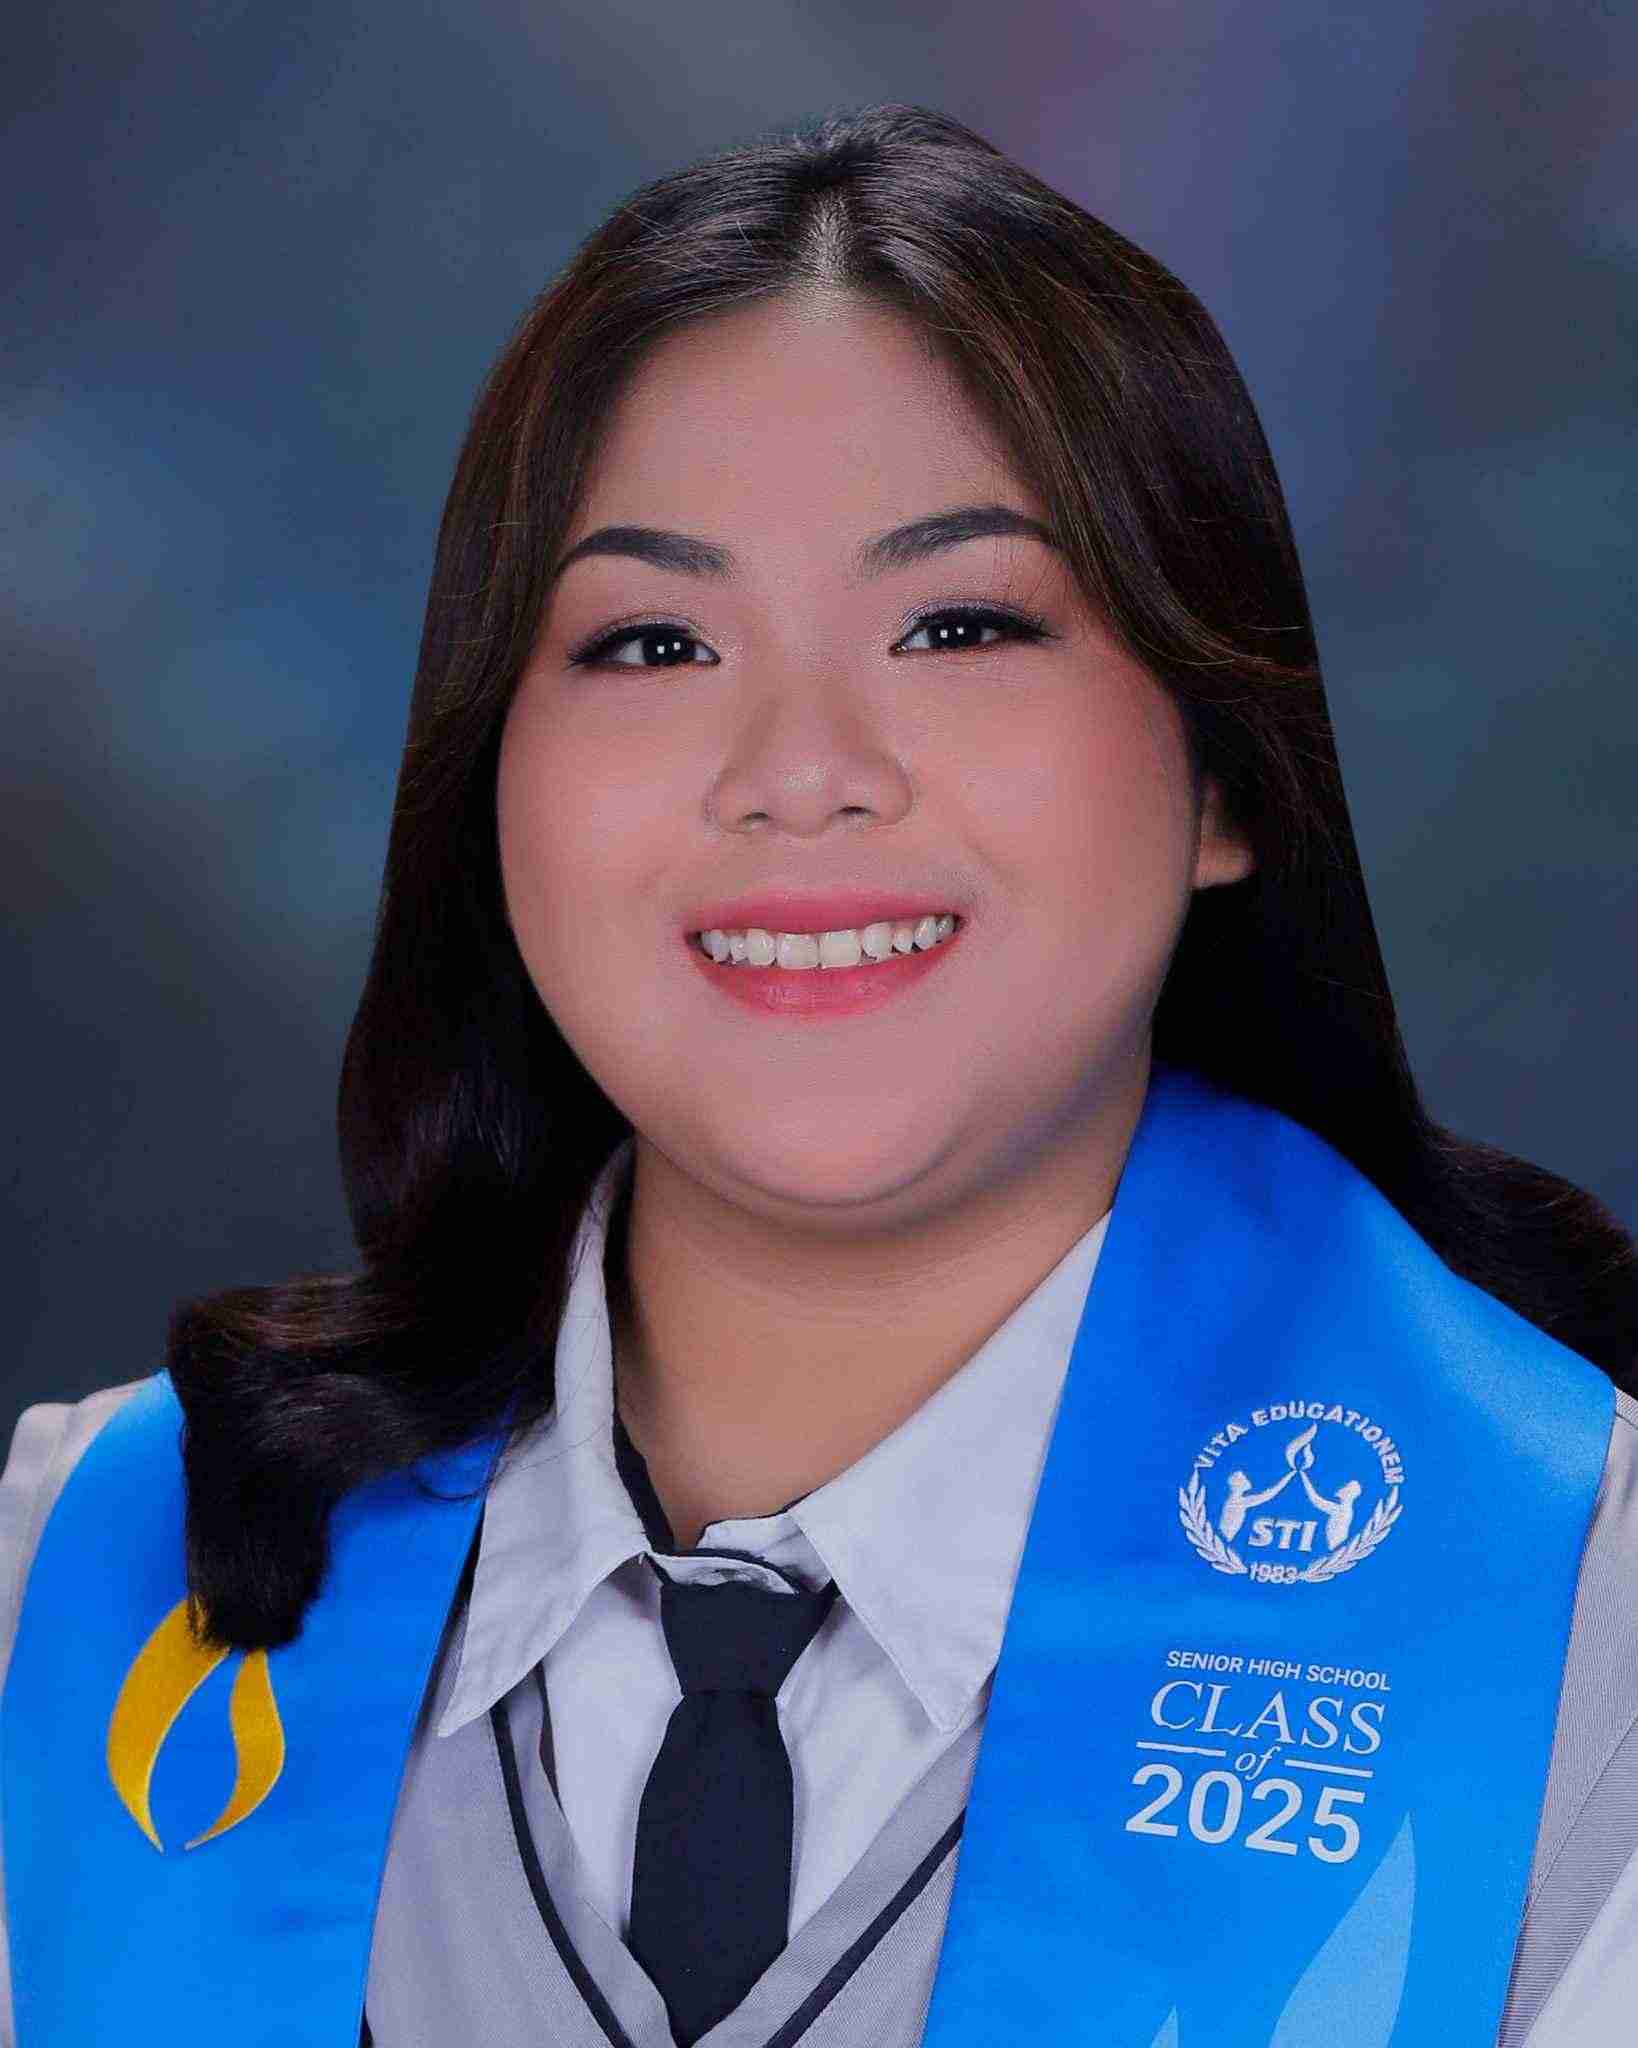 VITA EDUCATIONEM
STI
1983
SENIOR HIGH SCHOOL
CLASS
of
2025